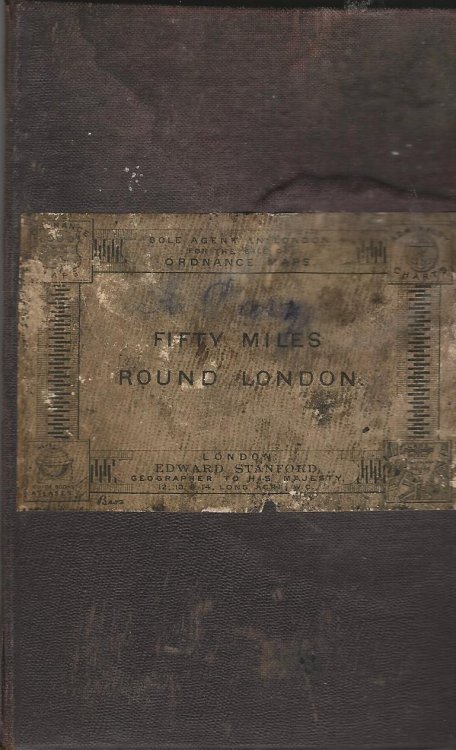 SOLE AGENT IN LONDON
FOR THE SALE OF
ORDNANCE MAPS
FIFTY MILES
ROUND LONDON.
LONDON:
EDWARD STANFORD,
GEOGRAPHER TO HIS MAJESTY,
12, 13, & 14, LONG ACRE, W.C.
CHARTS